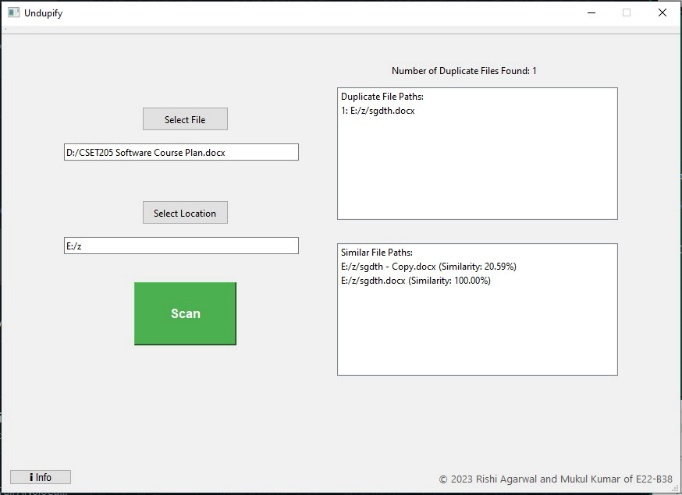 Undupify
Number of Duplicate Files Found: 1
Select File
D:/CSET205 Software Course Plan.docx
Select Location
E:/z
Scan
Duplicate File Paths:
1: E:/z/sgdth.docx
Similar File Paths:
E:/z/sgdth - Copy.docx (Similarity: 20.59%)
E:/z/sgdth.docx (Similarity: 100.00%)
i Info
© 2023 Rishi Agarwal and Mukul Kumar of E22-B38